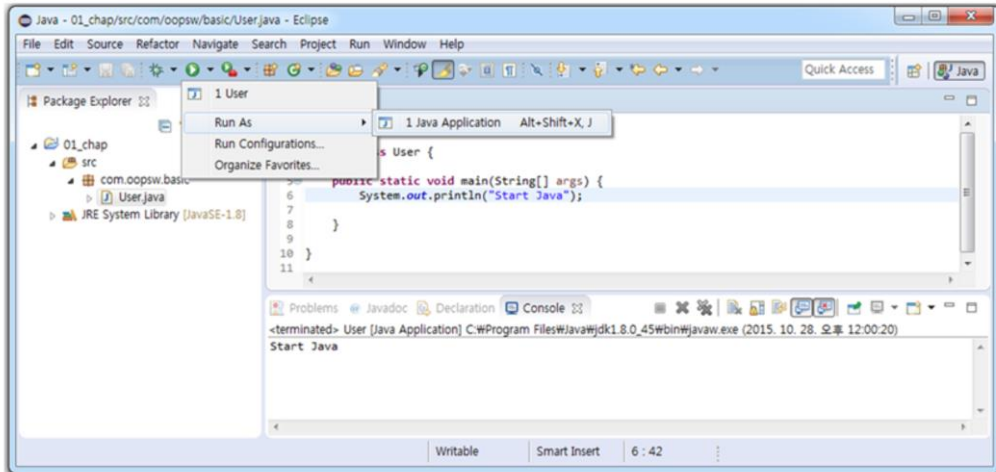 Java - 01_chap/src/com/oopsw/basic/User.java - Eclipse
File Edit Source Refactor Navigate Search Project Run Window Help
Quick Access Java
Package Explorer
1 User
Run As
1 Java Application Alt+Shift+X, J
Run Configurations...
Organize Favorites...
01_chap
src
com.oopsw.basic
User.java
JRE System Library [JavaSE-1.8]
s User {
public static void main(String[] args) {
6 System.out.println("Start Java");
7
8 }
9
10 }
11
Problems Javadoc Declaration Console
<terminated> User [Java Application] C:₩Program Files₩Java₩jdk1.8.0_45₩bin₩javaw.exe (2015. 10. 28. 오후 12:00:20)
Start Java
Writable Smart Insert 6 : 42